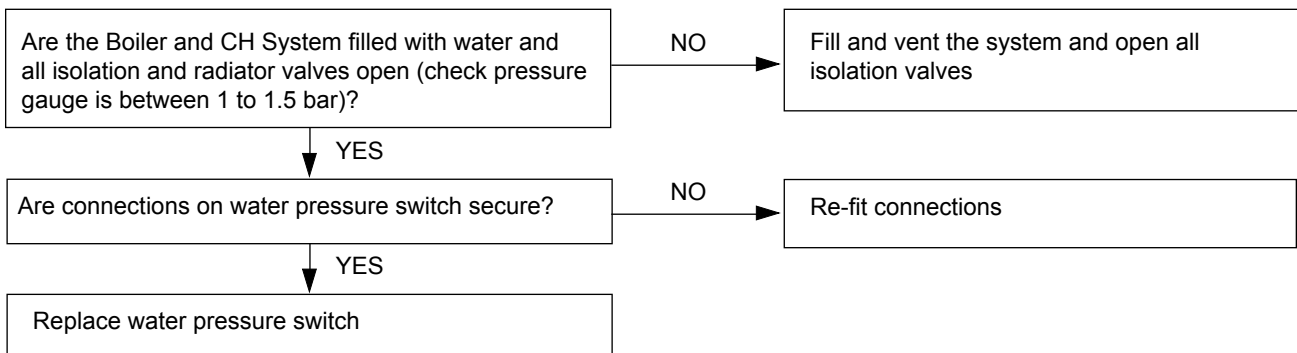 Are the Boiler and CH System filled with water and
all isolation and radiator valves open (check pressure
gauge is between 1 to 1.5 bar)?
NO
Fill and vent the system and open all
isolation valves
YES
Are connections on water pressure switch secure?
NO
Re-fit connections
YES
Replace water pressure switch